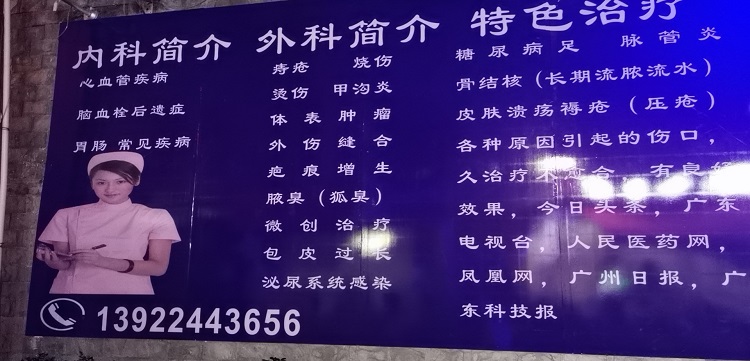 内科简介
心血管疾病
脑血栓后遗症
胃肠 常见疾病
外科简介
痔疮 烧伤
烫伤 甲沟炎
体表肿瘤
外伤缝合
疤痕增生
腋臭（狐臭）
微创治疗
包皮过长
泌尿系统感染
特色治疗
糖尿病足 脉管炎
骨结核（长期流脓流水）
皮肤溃疡褥疮（压疮）
各种原因引起的伤口，
久治疗不愈合，有良好
效果，今日头条，广东
电视台，人民医药网，
凤凰网，广州日报，广
东科技报
13922443656